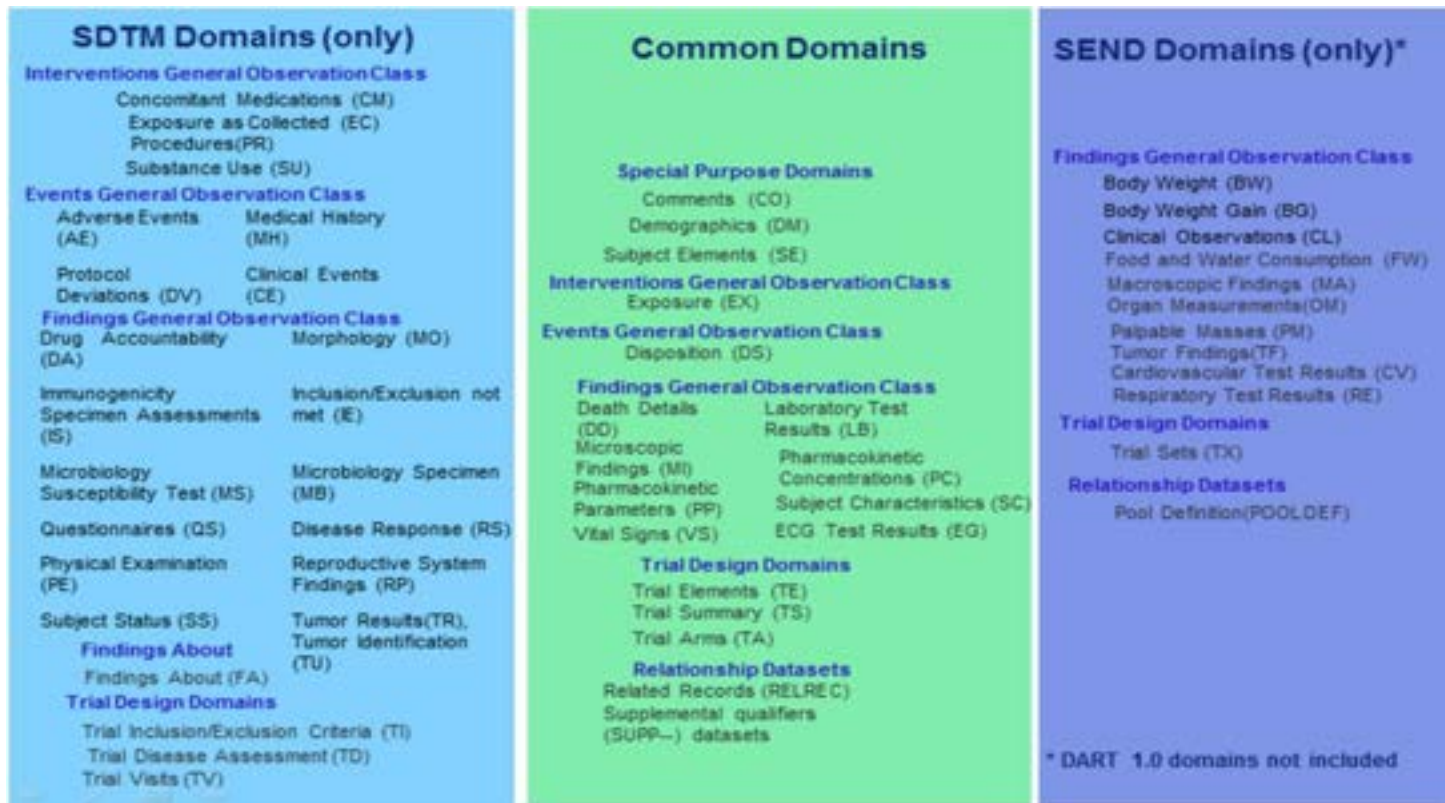 SDTM Domains (only)
Interventions General Observation Class
Concomitant Medications (CM)
Exposure as Collected (EC)
Procedures(PR)
Substance Use (SU)
Events General Observation Class
Adverse Events (AE)
Medical History (MH)
Protocol Deviations (DV)
Clinical Events (CE)
Findings General Observation Class
Drug Accountability (DA)
Morphology (MO)
Immunogenicity Specimen Assessments (IS)
Inclusion/Exclusion not met (IE)
Microbiology Susceptibility Test (MS)
Microbiology Specimen (MB)
Questionnaires (QS)
Disease Response (RS)
Physical Examination (PE)
Reproductive System Findings (RP)
Subject Status (SS)
Tumor Results(TR), Tumor Identification (TU)
Findings About
Findings About (FA)
Trial Design Domains
Trial Inclusion/Exclusion Criteria (TI)
Trial Disease Assessment (TD)
Trial Visits (TV)
Common Domains
Special Purpose Domains
Comments (CO)
Demographics (DM)
Subject Elements (SE)
Interventions General Observation Class
Exposure (EX)
Events General Observation Class
Disposition (DS)
Findings General Observation Class
Death Details (DD)
Laboratory Test Results (LB)
Microscopic Findings (MI)
Pharmacokinetic Concentrations (PC)
Pharmacokinetic Parameters (PP)
Subject Characteristics (SC)
Vital Signs (VS)
ECG Test Results (EG)
Trial Design Domains
Trial Elements (TE)
Trial Summary (TS)
Trial Arms (TA)
Relationship Datasets
Related Records (RELREC)
Supplemental qualifiers
(SUPP--) datasets
SEND Domains (only)*
Findings General Observation Class
Body Weight (BW)
Body Weight Gain (BG)
Clinical Observations (CL)
Food and Water Consumption (FW)
Macroscopic Findings (MA)
Organ Measurements(OM)
Palpable Masses (PM)
Tumor Findings(TF)
Cardiovascular Test Results (CV)
Respiratory Test Results (RE)
Trial Design Domains
Trial Sets (TX)
Relationship Datasets
Pool Definition(POOLDEF)
* DART 1.0 domains not included